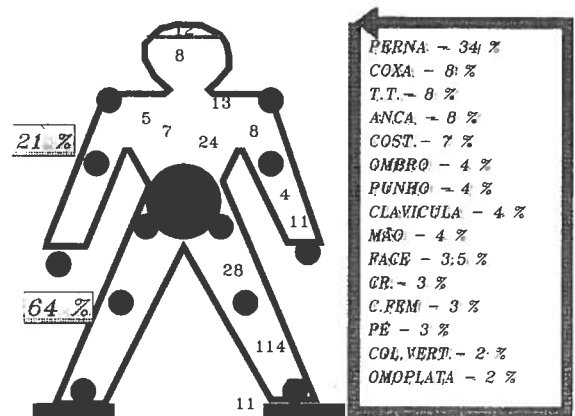 12
8
13
5
7
8
24
21 %
4
11
28
64 %
114
11
PERNA - 34 %
COXA - 8 %
T.T. - 8 %
ANCA - 8 %
COST. - 7 %
OMBRO - 4 %
PUNHO - 4 %
CLAVICULA - 4 %
MÃO - 4 %
FACE - 3.5 %
CR. - 3 %
C.FEM - 3 %
PÉ - 3 %
COL.VERT. - 2 %
OMOPLATA - 2 %